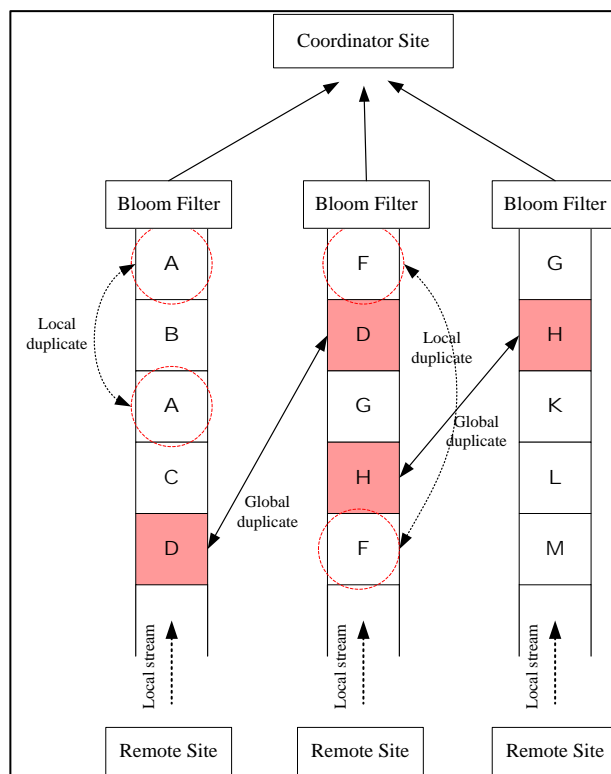 Coordinator Site
Bloom Filter Bloom Filter Bloom Filter
A F G
Local
duplicate
B D H
Local
duplicate
A G K
Global
duplicate
C H L
Global
duplicate
D F M
Local stream Local stream Local stream
Remote Site Remote Site Remote Site